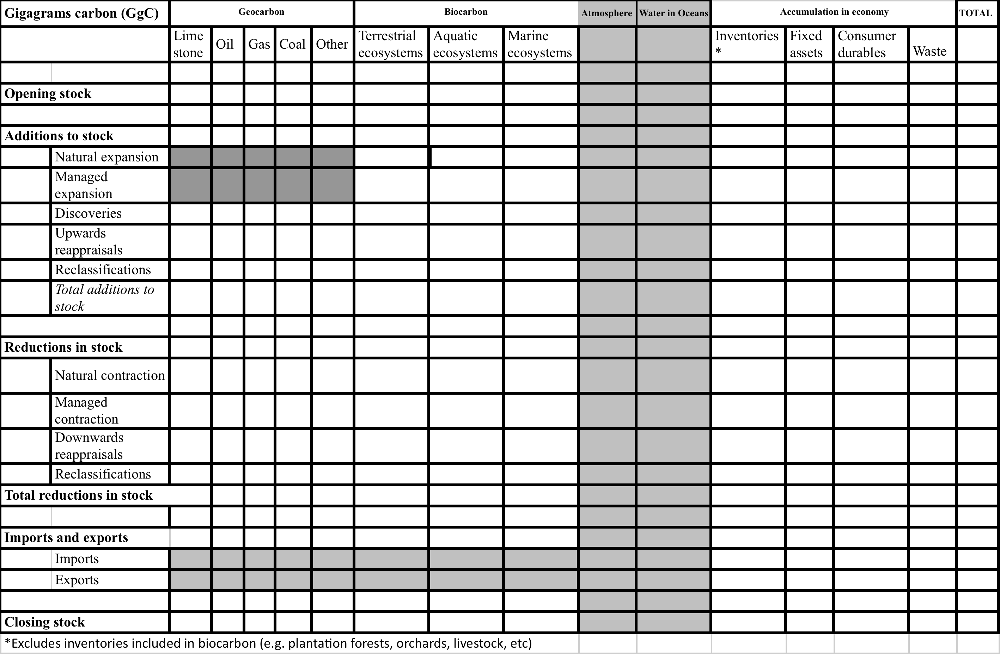 Gigagrams carbon (GgC) Geocarbon Biocarbon Atmosphere Water in Oceans Accumulation in economy TOTAL
Lime stone Oil Gas Coal Other Terrestrial ecosystems Aquatic ecosystems Marine ecosystems Inventories * Fixed assets Consumer durables Waste
Opening stock
Additions to stock
Natural expansion
Managed
expansion
Discoveries
Upwards
reappraisals
Reclassifications
Total additions to
stock
Reductions in stock
Natural contraction
Managed
contraction
Downwards
reappraisals
Reclassifications
Total reductions in stock
Imports and exports
Imports
Exports
Closing stock
*Excludes inventories included in biocarbon (e.g. plantation forests, orchards, livestock, etc)